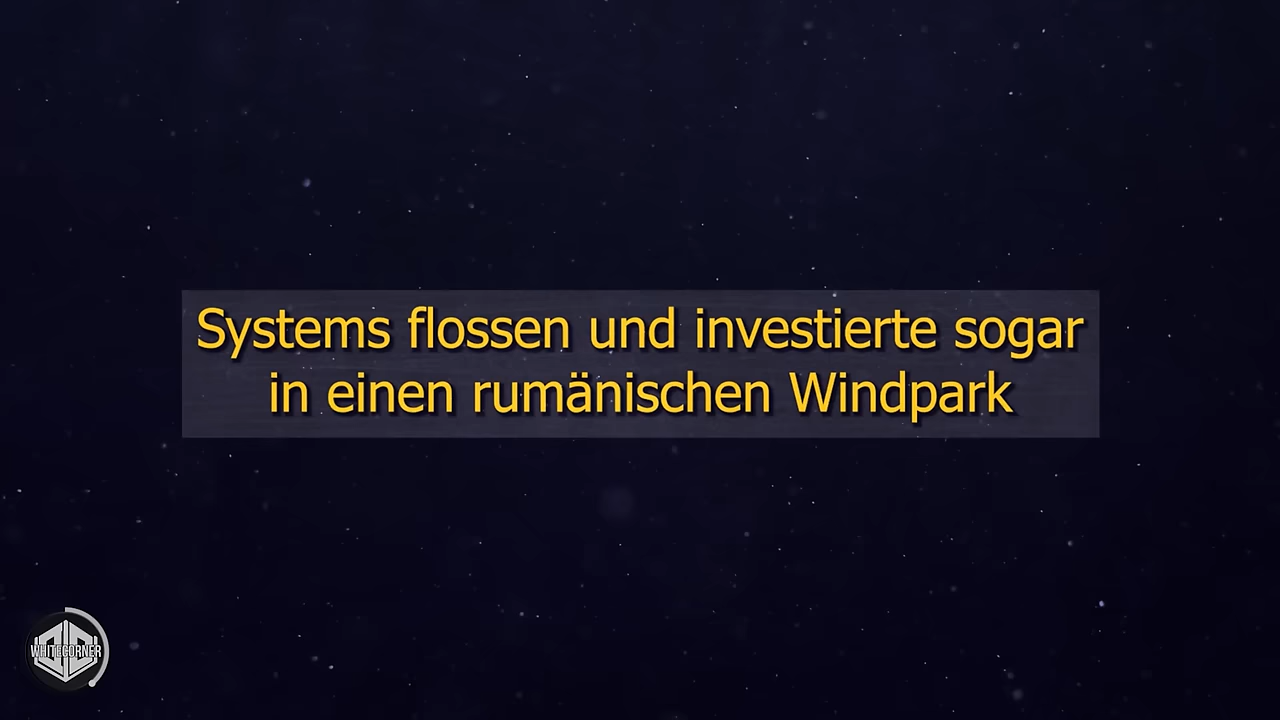 Systems flossen und investierte sogar
in einen rumänischen Windpark
WHITECORNER